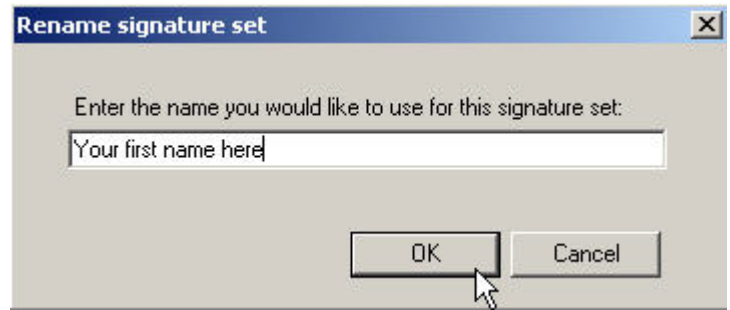 Rename signature set
Enter the name you would like to use for this signature set:
Your first name here
OK Cancel